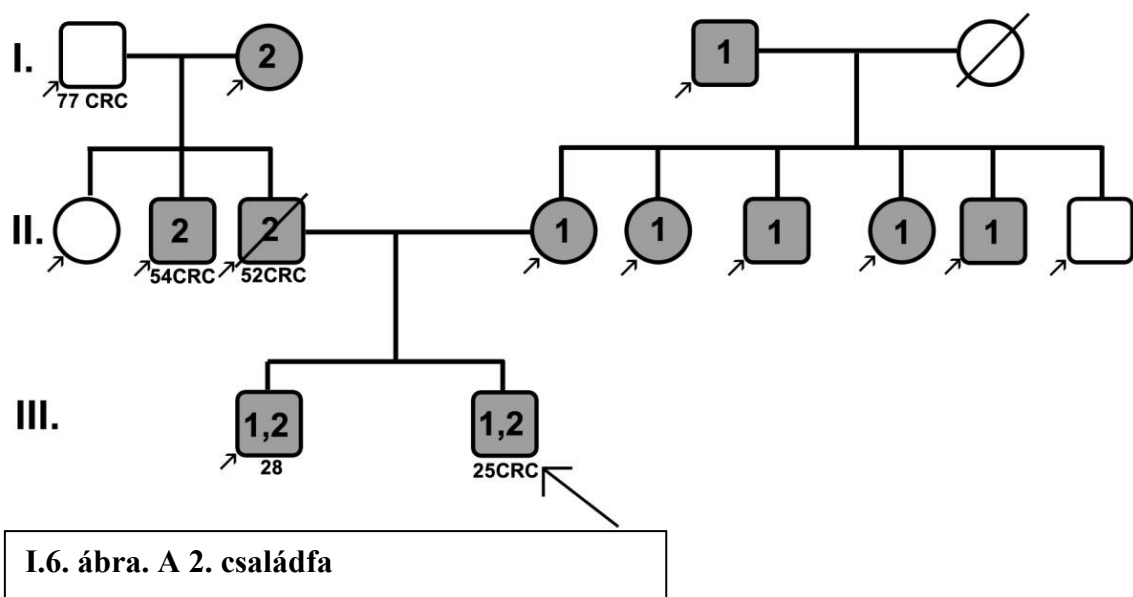 I. 2 1
77 CRC
II. 2 2 1 1 1 1 1
54CRC 52CRC
III. 1,2 1,2
28 25CRC
I.6. ábra. A 2. családfa